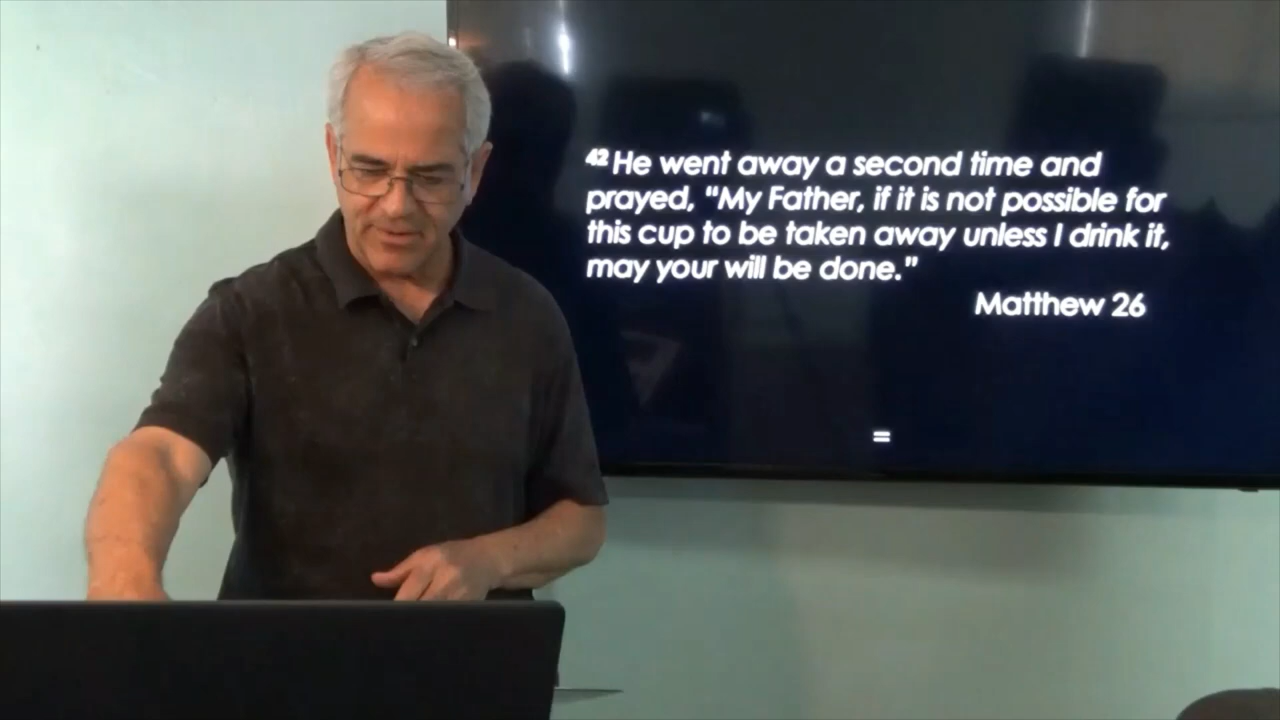 42 He went away a second time and
prayed, “My Father, if it is not possible for
this cup to be taken away unless I drink it,
may your will be done.”
Matthew 26
=